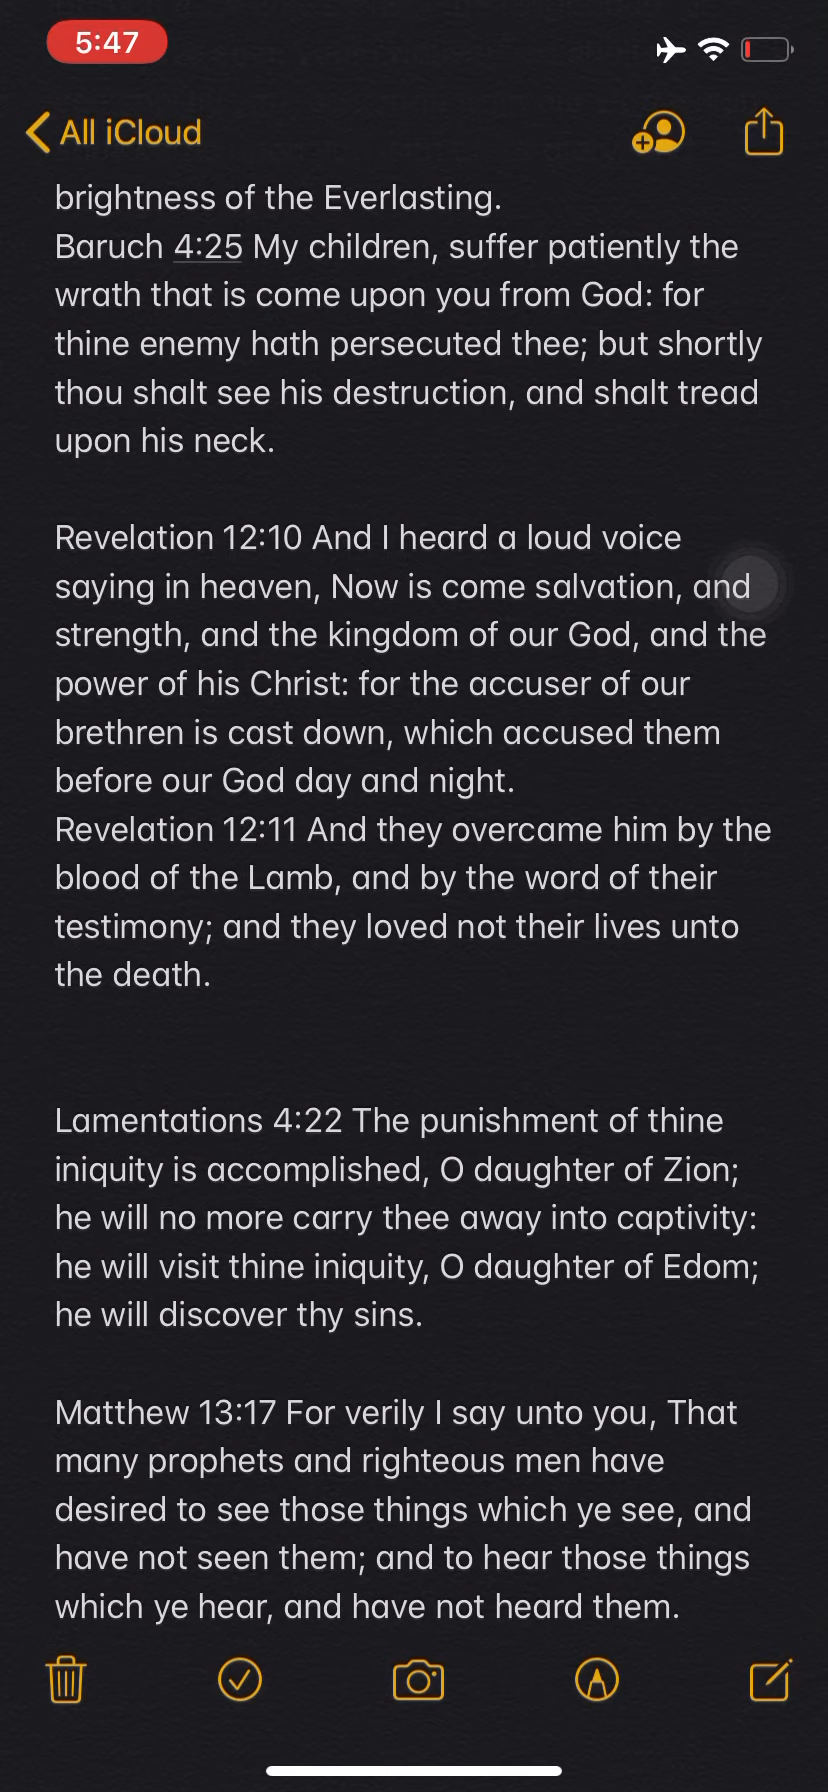 5:47
All iCloud
brightness of the Everlasting.
Baruch 4:25 My children, suffer patiently the
wrath that is come upon you from God: for
thine enemy hath persecuted thee; but shortly
thou shalt see his destruction, and shalt tread
upon his neck.
Revelation 12:10 And I heard a loud voice
saying in heaven, Now is come salvation, and
strength, and the kingdom of our God, and the
power of his Christ: for the accuser of our
brethren is cast down, which accused them
before our God day and night.
Revelation 12:11 And they overcame him by the
blood of the Lamb, and by the word of their
testimony; and they loved not their lives unto
the death.
Lamentations 4:22 The punishment of thine
iniquity is accomplished, O daughter of Zion;
he will no more carry thee away into captivity:
he will visit thine iniquity, O daughter of Edom;
he will discover thy sins.
Matthew 13:17 For verily I say unto you, That
many prophets and righteous men have
desired to see those things which ye see, and
have not seen them; and to hear those things
which ye hear, and have not heard them.